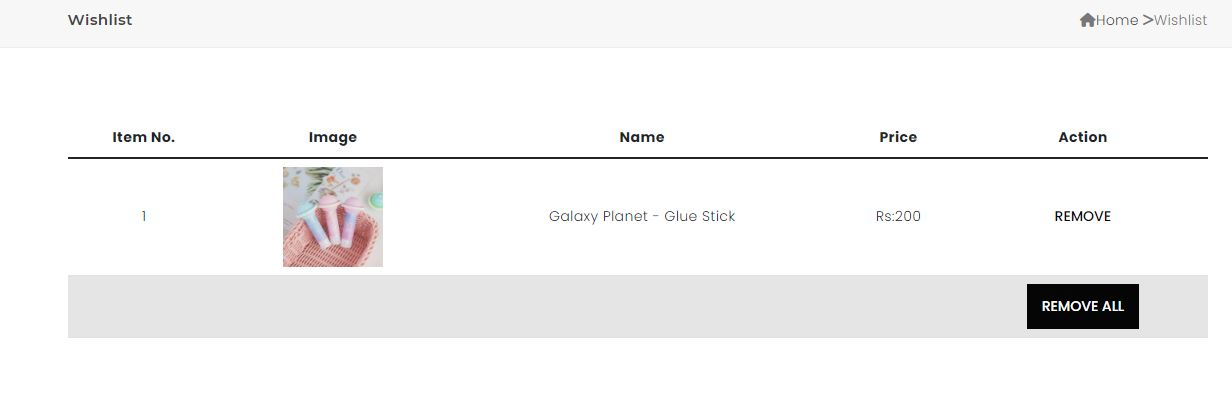 Wishlist
Home >Wishlist
Item No. Image Name Price Action
1 Galaxy Planet - Glue Stick Rs:200 REMOVE
REMOVE ALL